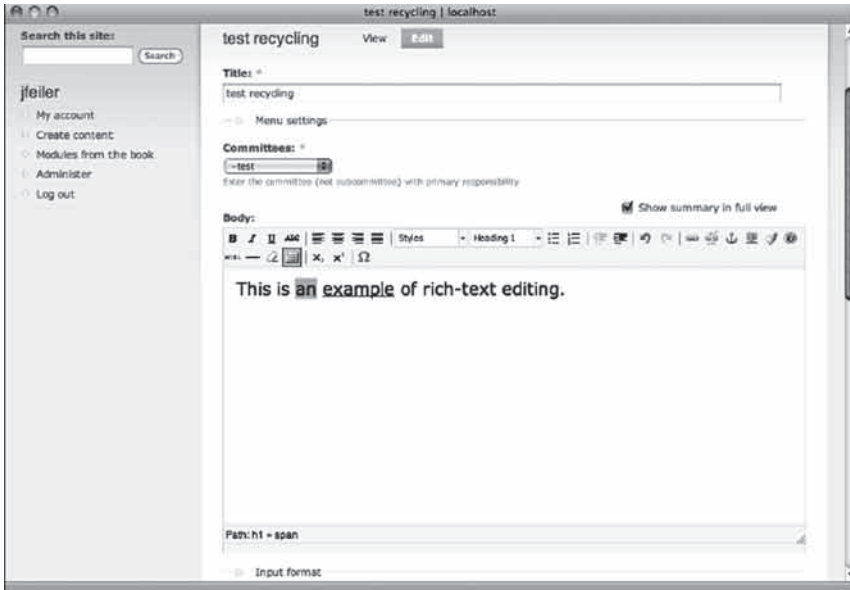 test recycling | localhost
Search this site:
Search
jfeiler
My account
Create content
Modules from the book
Administer
Log out
test recycling View Edit
Title: *
test recycling
Menu settings
Committees: *
-test
Enter the committee (not subcommittee) with primary responsibility
Show summary in full view
Body:
B I U ABC Styles Heading 1
HTML x, x' Ω
This is an example of rich-text editing.
Path: h1 » span
Input format